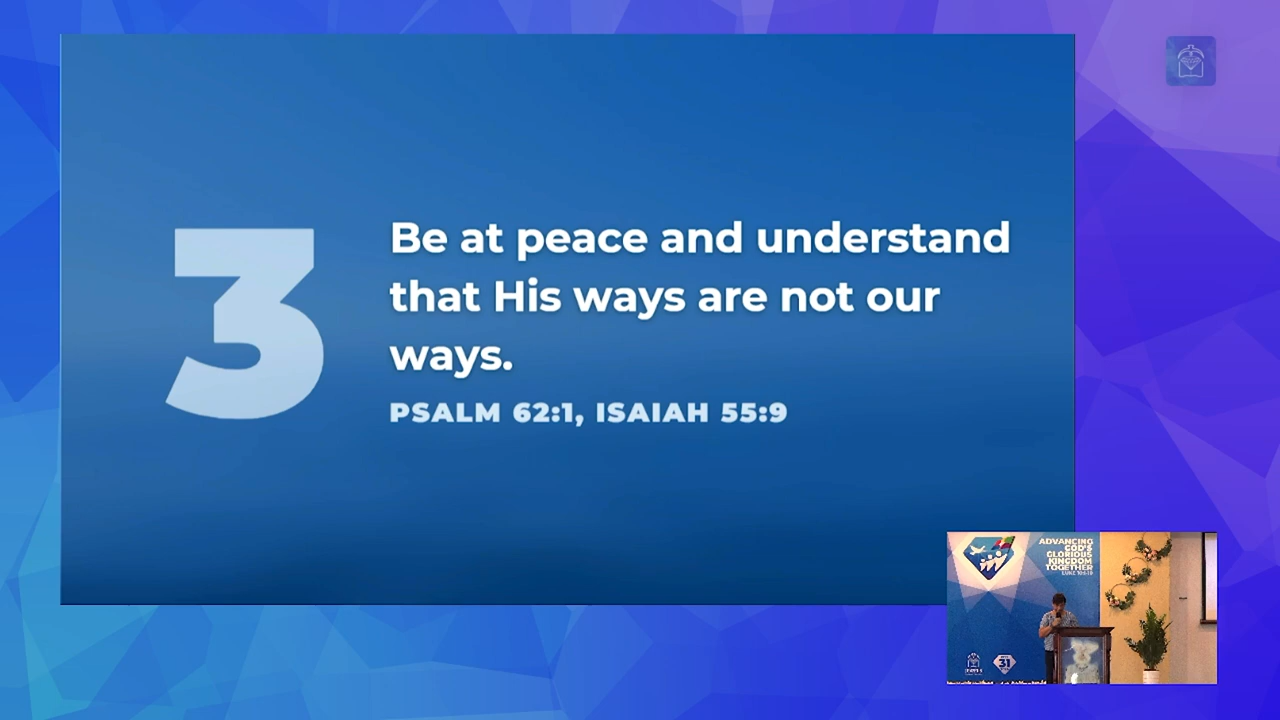 3
Be at peace and understand
that His ways are not our
ways.
PSALM 62:1, ISAIAH 55:9
ADVANCING
GOD'S
GLORIOUS
KINGDOM
TOGETHER
31